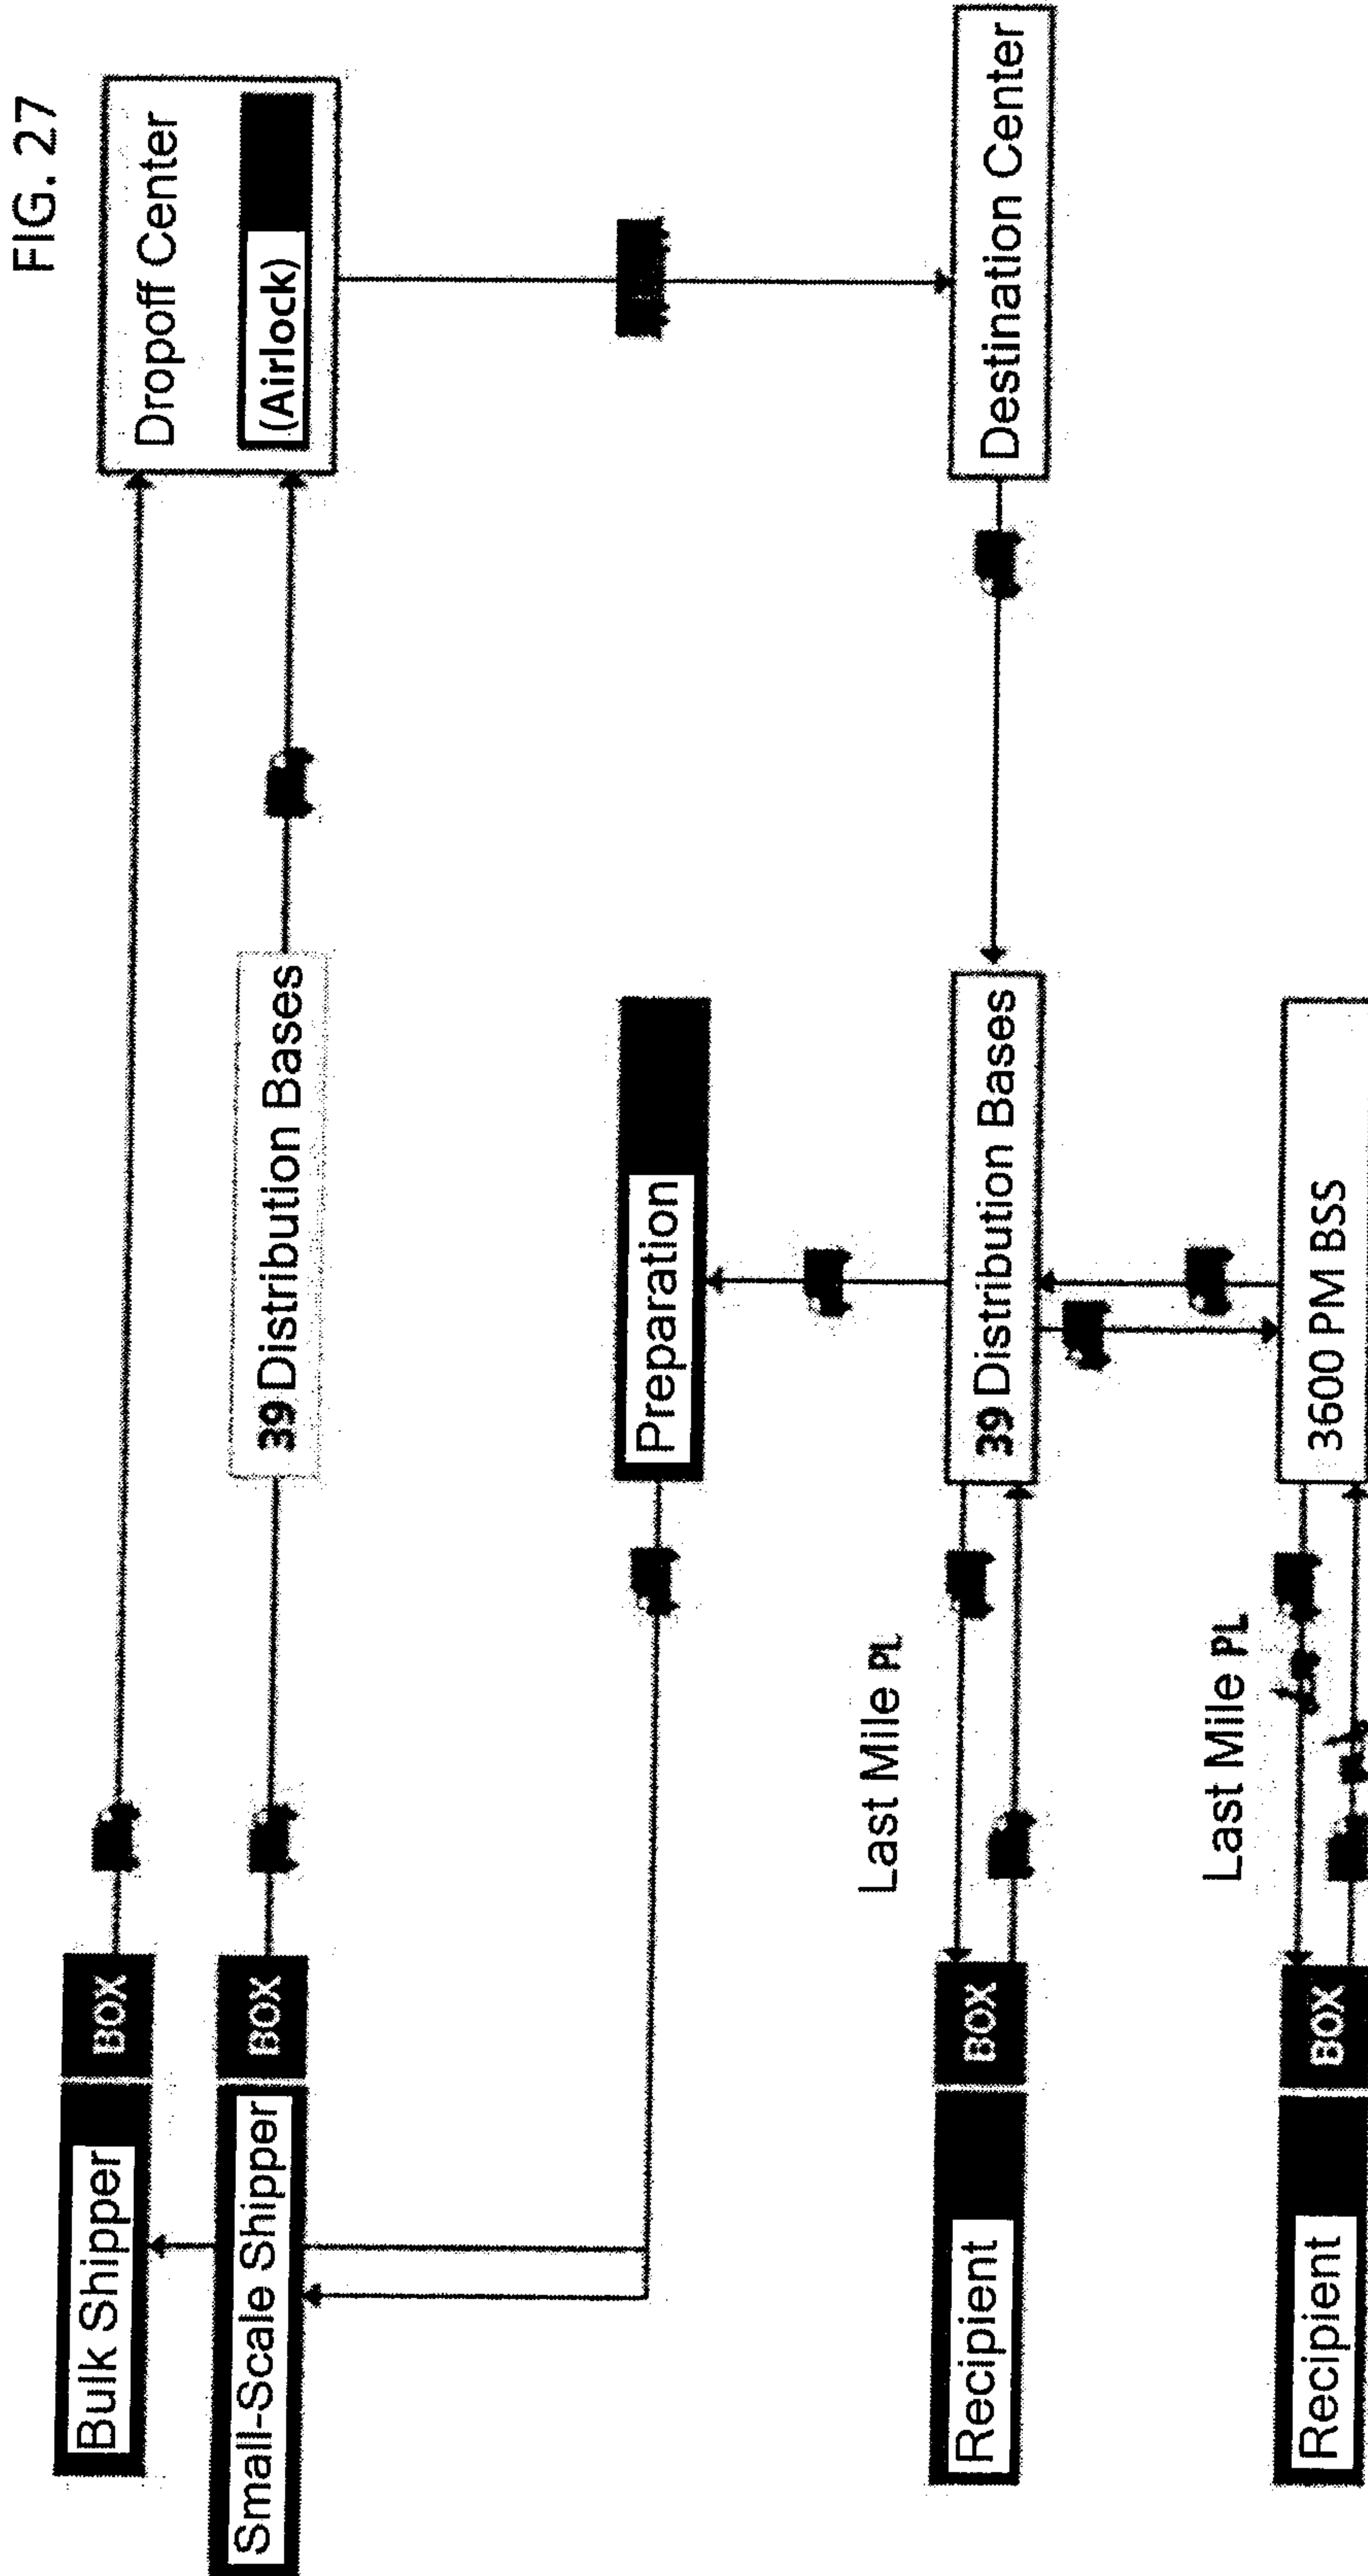 FIG. 27
Bulk Shipper
BOX
Dropoff Center
(Airlock)
Small-Scale Shipper
BOX
39 Distribution Bases
Preparation
Last Mile PL
Recipient
BOX
39 Distribution Bases
Destination Center
Last Mile PL
Recipient
BOX
3600 PM BSS